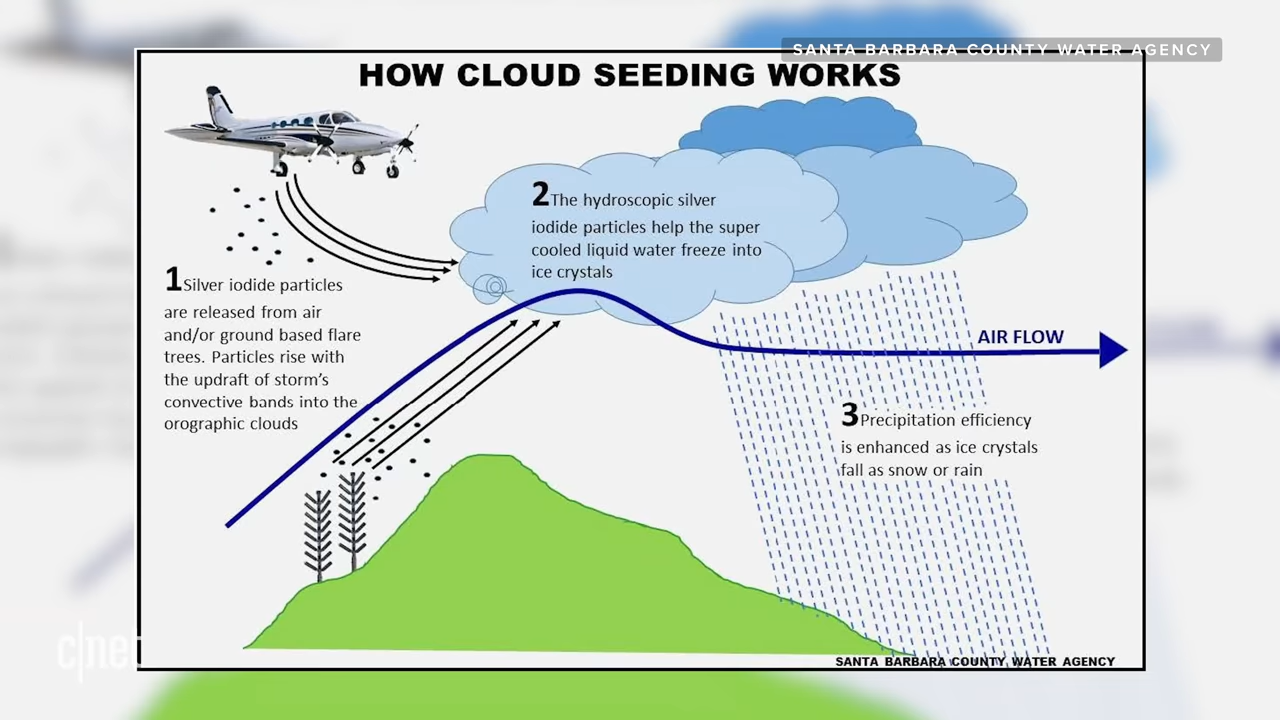 SANTA BARBARA COUNTY WATER AGENCY
HOW CLOUD SEEDING WORKS
1Silver iodide particles
are released from air
and/or ground based flare
trees. Particles rise with
the updraft of storm's
convective bands into the
orographic clouds
2The hydroscopic silver
iodide particles help the super
cooled liquid water freeze into
ice crystals
AIR FLOW
3Precipitation efficiency
is enhanced as ice crystals
fall as snow or rain
c|net
SANTA BARBARA COUNTY WATER AGENCY